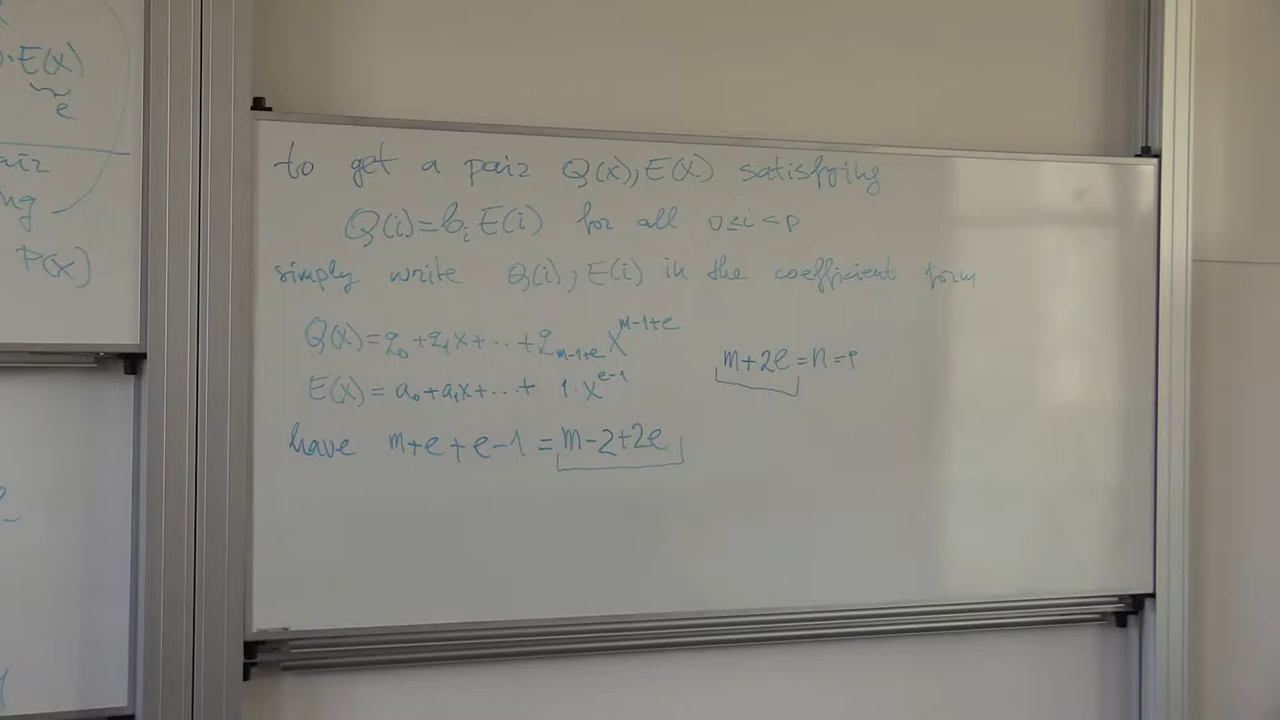 E(x)
e
P(x)
to get a pair Q(x), E(x) satisfying
Q(i)=b_i E(i) for all 0≤i<p
simply write Q(i), E(i) in the coefficient form
Q(x)=q_0+q_1x+...+q_{m-1+e} x^{m-1+e}
m+2e=n=p
E(x)=a_0+a_1x+...+ 1·x^{e-1}
have m+e+e-1=m-2+2e